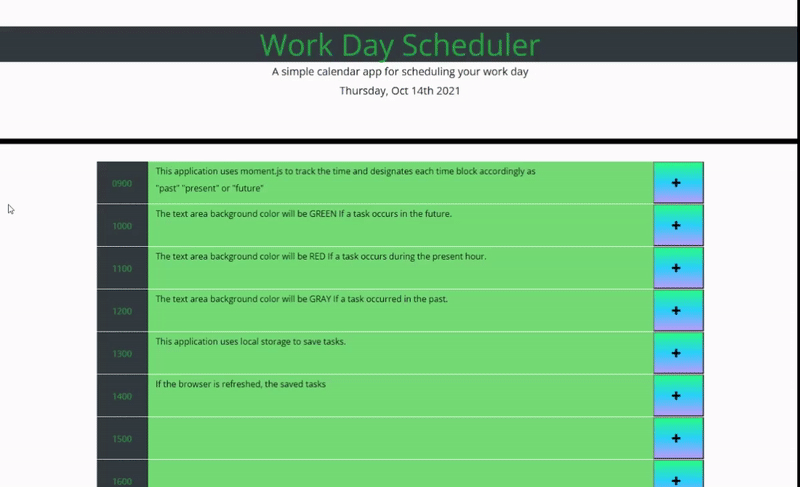 Work Day Scheduler
A simple calendar app for scheduling your work day
Thursday, Oct 14th 2021
0900
This application uses moment.js to track the time and designates each time block accordingly as
"past" "present" or "future"
+
1000
The text area background color will be GREEN If a task occurs in the future.
+
1100
The text area background color will be RED If a task occurs during the present hour.
+
1200
The text area background color will be GRAY If a task occurred in the past.
+
1300
This application uses local storage to save tasks.
+
1400
If the browser is refreshed, the saved tasks
+
1500
+
1600
+